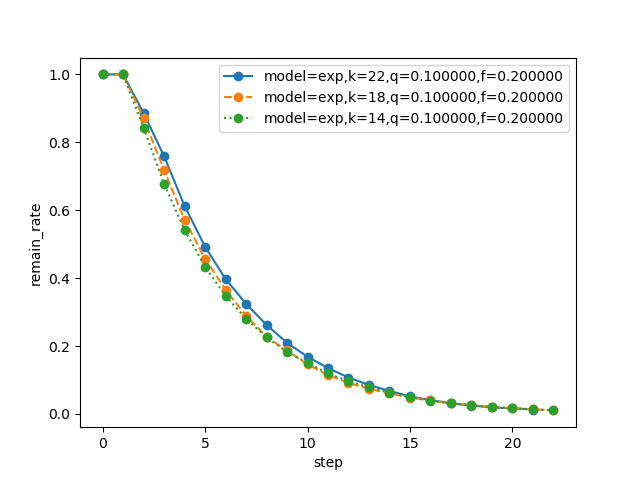 model=exp,k=22,q=0.100000,f=0.200000
model=exp,k=18,q=0.100000,f=0.200000
model=exp,k=14,q=0.100000,f=0.200000
remain_rate
1.0
0.8
0.6
0.4
0.2
0.0
0 5 10 15 20
step